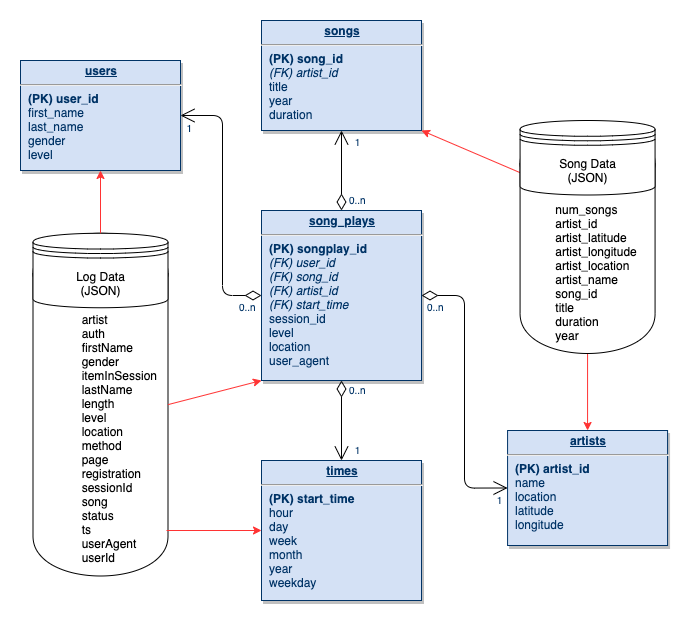 songs
(PK) song_id
(FK) artist_id
title
year
duration
users
(PK) user_id
first_name
last_name
gender
level
1
1
0..n
Song Data
(JSON)
num_songs
artist_id
artist_latitude
artist_longitude
artist_location
artist_name
song_id
title
duration
year
song_plays
(PK) songplay_id
(FK) user_id
(FK) song_id
(FK) artist_id
(FK) start_time
session_id
level
location
user_agent
0..n
0..n
0..n
1
1
Log Data
(JSON)
artist
auth
firstName
gender
itemInSession
lastName
length
level
location
method
page
registration
sessionId
song
status
ts
userAgent
userId
times
(PK) start_time
hour
day
week
month
year
weekday
artists
(PK) artist_id
name
location
latitude
longitude